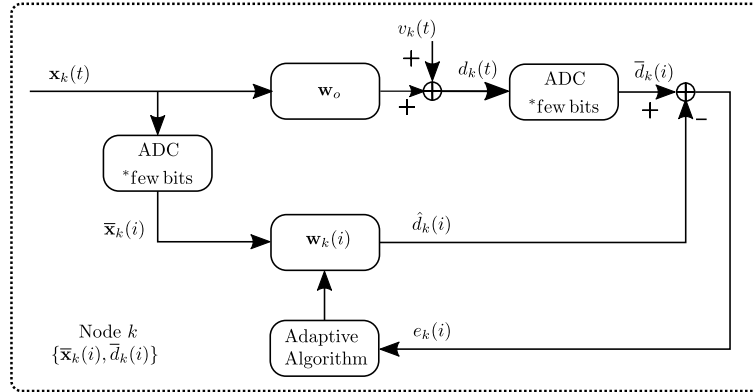 v_k(t)
x_k(t)
+
d_k(t)
ADC
*few bits
d̅_k(i)
w_o
+
+
−
ADC
*few bits
x̅_k(i)
w_k(i)
d̂_k(i)
Node k
{x̅_k(i), d̅_k(i)}
Adaptive
Algorithm
e_k(i)